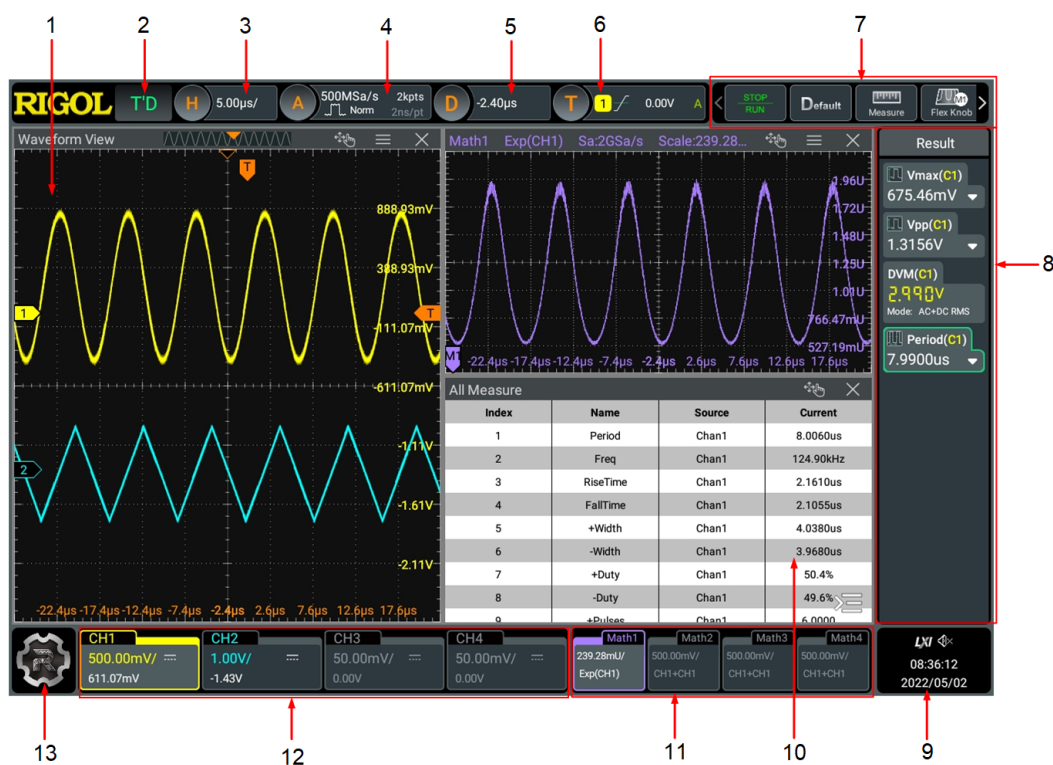 1 2 3 4 5 6 7
RIGOL T'D H 5.00μs/ A 500MSa/s 2kpts D -2.40μs T 1 0.00V A STOP Default Measure Flex Knob
Norm 2ns/pt RUN M1
Waveform View
T
888.93mV
388.93mV
1 T
-111.07mV
-611.07mV
-1.11V
2
-1.61V
-2.11V
-22.4μs -17.4μs -12.4μs -7.4μs -2.4μs 2.6μs 7.6μs 12.6μs 17.6μs
Math1 Exp(CH1) Sa:2GSa/s Scale:239.28...
1.96U
1.72U
1.48U
1.25U
1.01U
766.47mU
527.19mU
M1 -22.4μs -17.4μs -12.4μs -7.4μs -2.4μs 2.6μs 7.6μs 12.6μs 17.6μs
All Measure
Index Name Source Current
1 Period Chan1 8.0060us
2 Freq Chan1 124.90kHz
3 RiseTime Chan1 2.1610us
4 FallTime Chan1 2.1055us
5 +Width Chan1 4.0380us
6 -Width Chan1 3.9680us
7 +Duty Chan1 50.4%
8 -Duty Chan1 49.6%
9 +Pulses Chan1 6.0000
Result
Vmax(C1)
675.46mV
Vpp(C1)
1.3156V
DVM(C1)
2.990V
Mode: AC+DC RMS
Period(C1)
7.9900us
8
R
CH1
500.00mV/
611.07mV
CH2
1.00V/
-1.43V
CH3
50.00mV/
0.00V
CH4
50.00mV/
0.00V
Math1
239.28mU/
Exp(CH1)
Math2
500.00mV/
CH1+CH1
Math3
500.00mV/
CH1+CH1
Math4
500.00mV/
CH1+CH1
LXI
08:36:12
2022/05/02
13 12 11 10 9